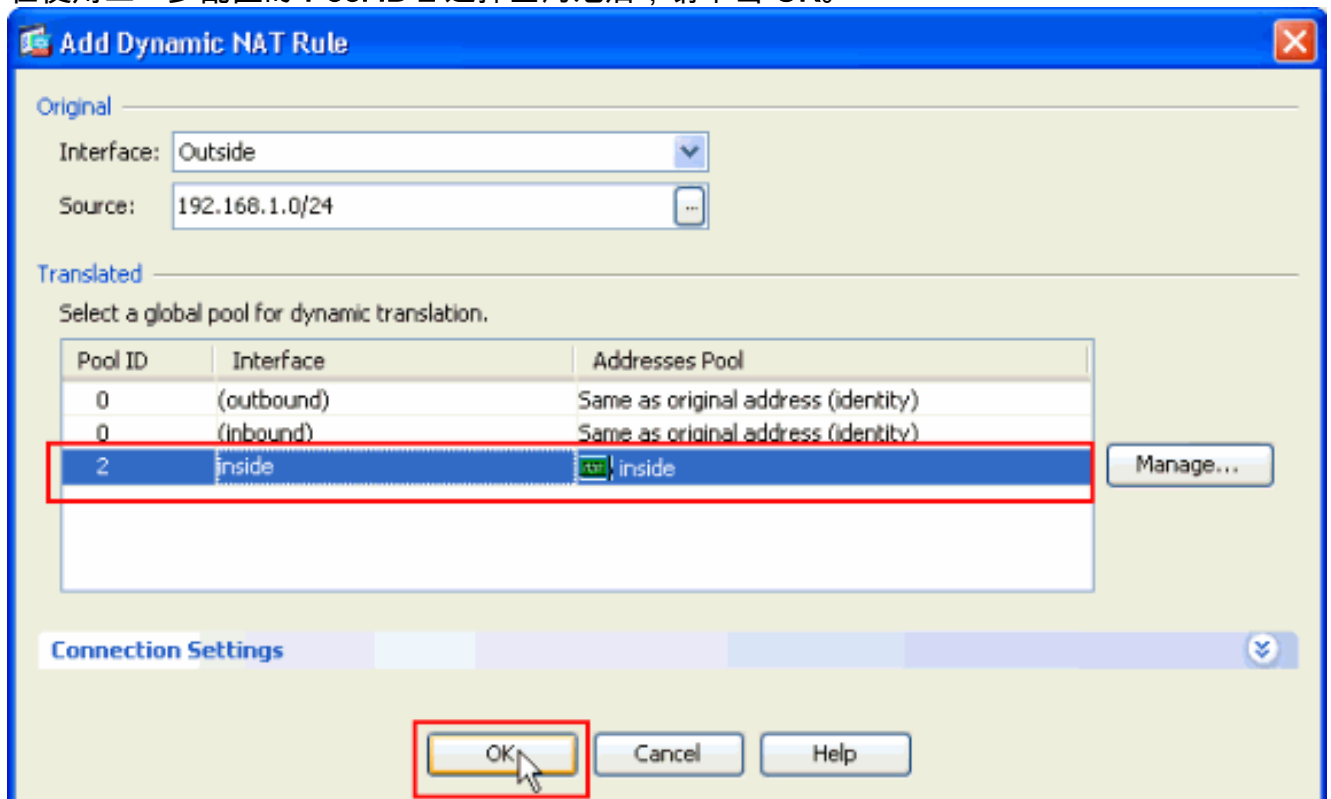 Add Dynamic NAT Rule
Original
Interface: Outside
Source: 192.168.1.0/24 ...
Translated
Select a global pool for dynamic translation.
Pool ID Interface Addresses Pool
0 (outbound) Same as original address (identity)
0 (inbound) Same as original address (identity)
2 inside inside
Manage...
Connection Settings
OK Cancel Help